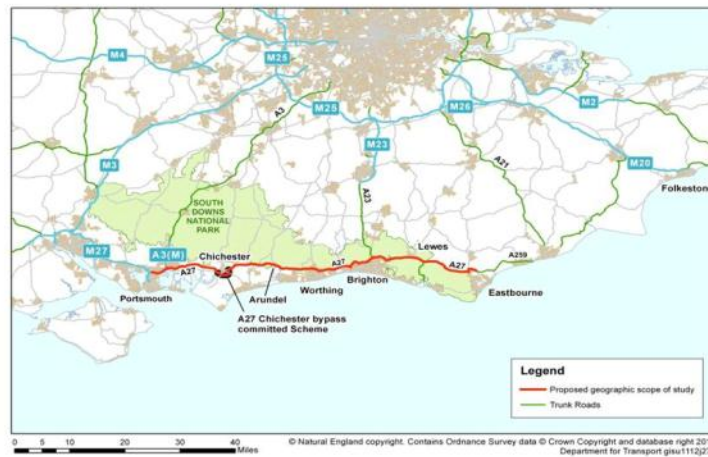 M25
M4
A3
M25
M26
M2
M3
M23
A21
M20
A23
Folkeston
SOUTH
DOWNS
NATIONAL
PARK
Lewes
M27
A3(M)
Chichester
A27
A27
A27
A259
Portsmouth
Arundel
Worthing
Brighton
Eastbourne
A27 Chichester bypass
committed Scheme
Legend
Proposed geographic scope of study
Trunk Roads
0 5 10 20 30 40
Miles
© Natural England copyright. Contains Ordnance Survey data © Crown Copyright and database right 201
Department for Transport gisu1112j2